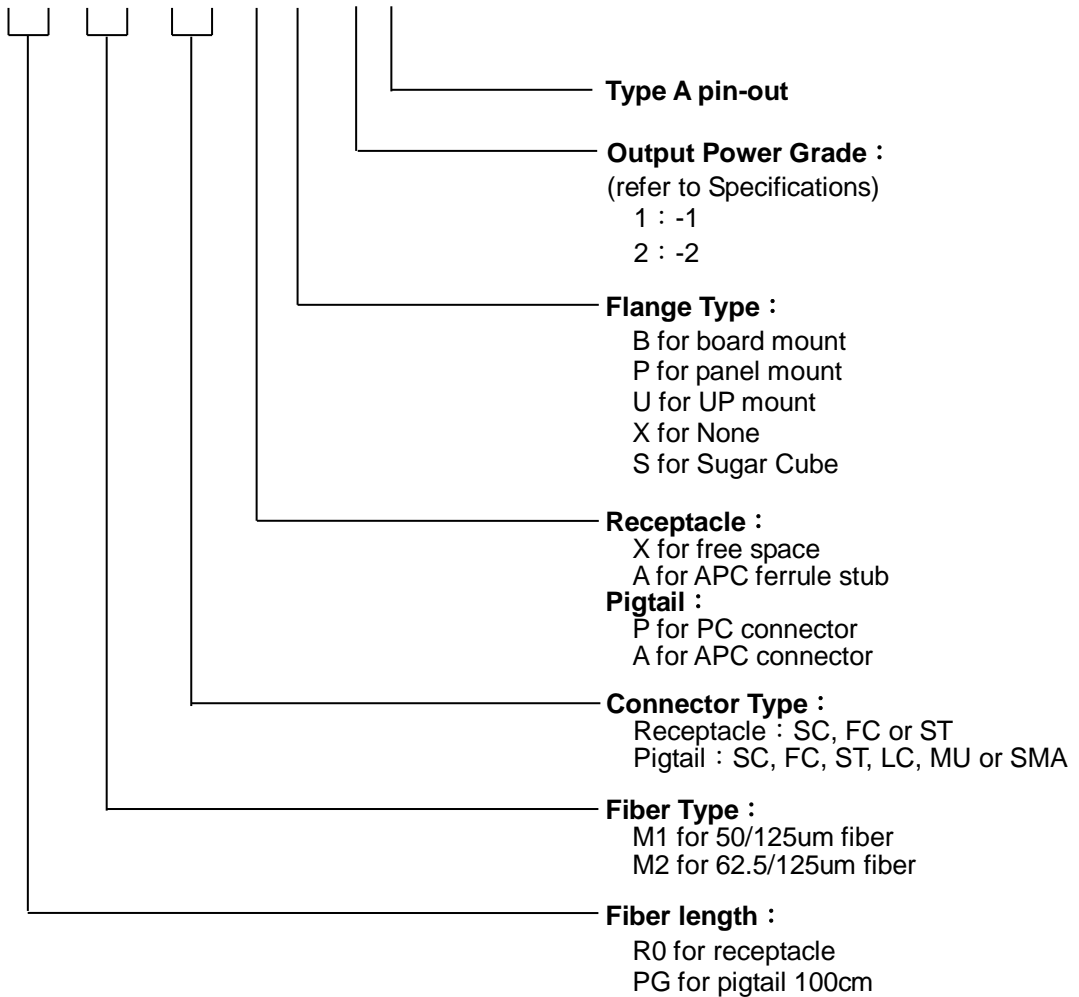 Type A pin-out
Output Power Grade：
(refer to Specifications)
1：-1
2：-2
Flange Type：
B for board mount
P for panel mount
U for UP mount
X for None
S for Sugar Cube
Receptacle：
X for free space
A for APC ferrule stub
Pigtail：
P for PC connector
A for APC connector
Connector Type：
Receptacle：SC, FC or ST
Pigtail：SC, FC, ST, LC, MU or SMA
Fiber Type：
M1 for 50/125um fiber
M2 for 62.5/125um fiber
Fiber length：
R0 for receptacle
PG for pigtail 100cm